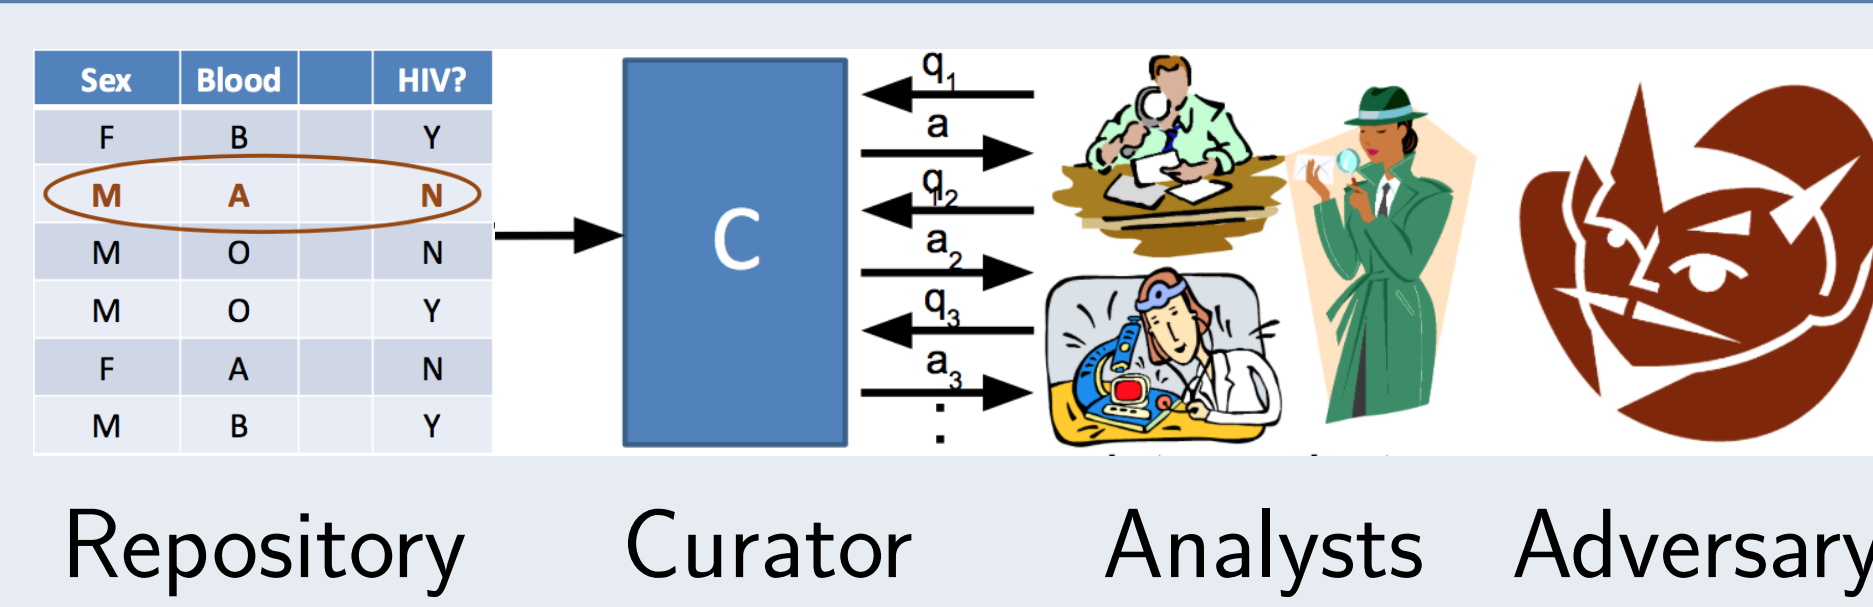 Sex Blood HIV?
F B Y
M A N
M O N
M O Y
F A N
M B Y
C
q1
a
q2
a2
q3
a3
Repository Curator Analysts Adversary